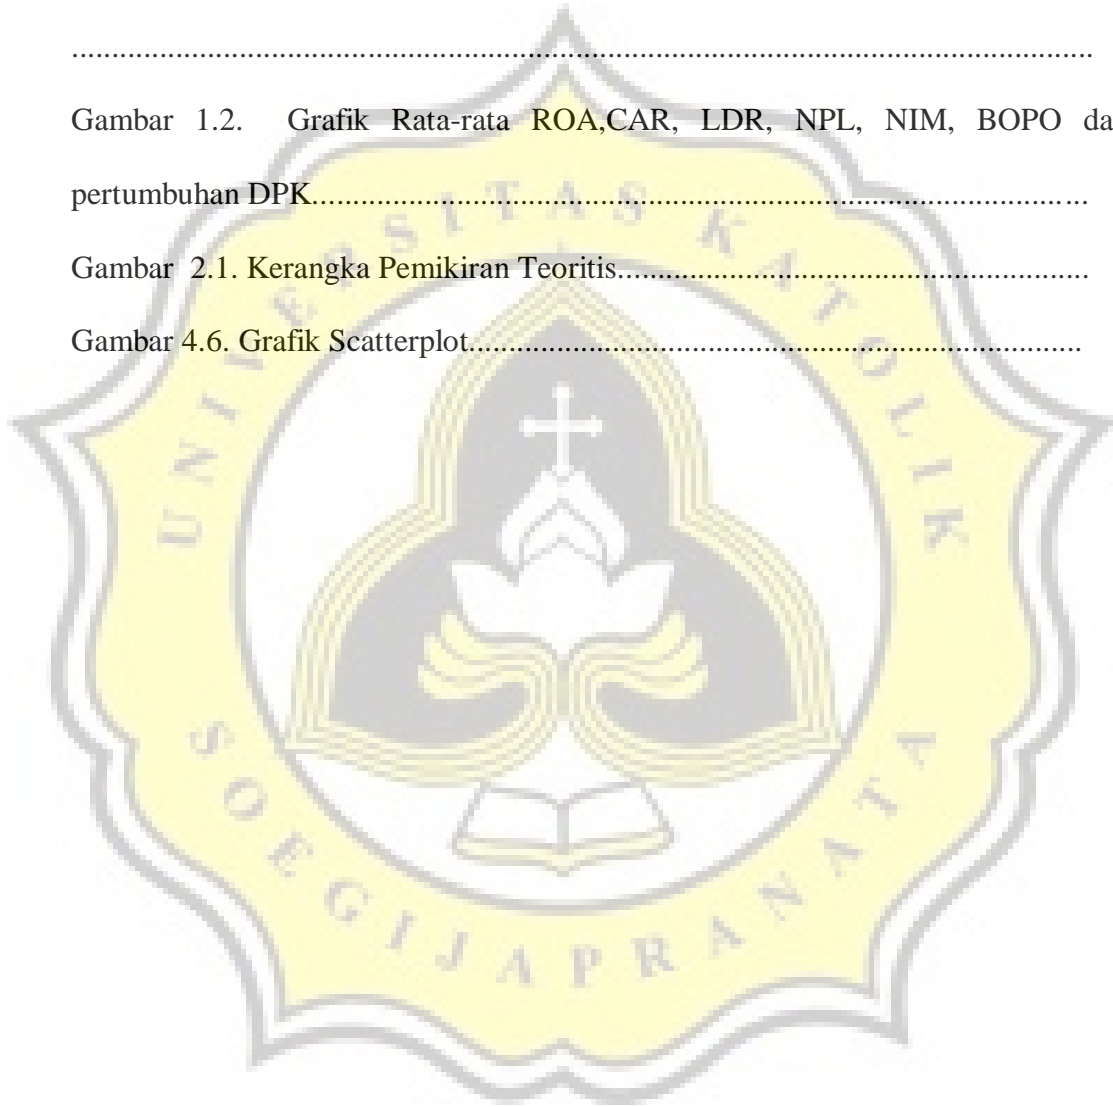 ................................................................................................................................
Gambar 1.2. Grafik Rata-rata ROA,CAR, LDR, NPL, NIM, BOPO da
pertumbuhan DPK................................................................................................
Gambar 2.1. Kerangka Pemikiran Teoritis..........................................................
Gambar 4.6. Grafik Scatterplot...........................................................................
UNIVERSITAS KATOLIK
SOEGIJAPRANATA